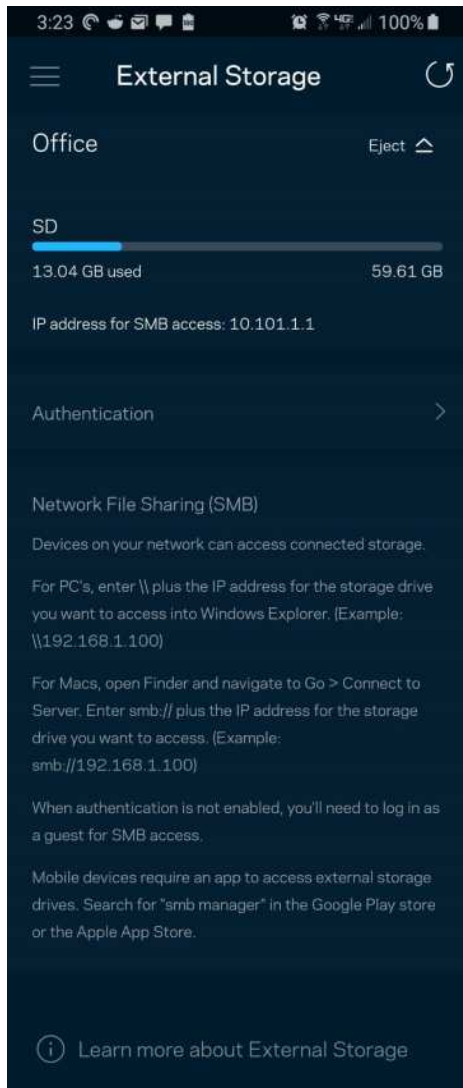 3:23 100%
External Storage
Office Eject
SD
13.04 GB used 59.61 GB
IP address for SMB access: 10.101.1.1
Authentication
Network File Sharing (SMB)
Devices on your network can access connected storage.
For PC's, enter \\ plus the IP address for the storage drive
you want to access into Windows Explorer. (Example:
\\192.168.1.100)
For Macs, open Finder and navigate to Go > Connect to
Server. Enter smb:// plus the IP address for the storage
drive you want to access. (Example:
smb://192.168.1.100)
When authentication is not enabled, you'll need to log in as
a guest for SMB access.
Mobile devices require an app to access external storage
drives. Search for "smb manager" in the Google Play store
or the Apple App Store.
Learn more about External Storage